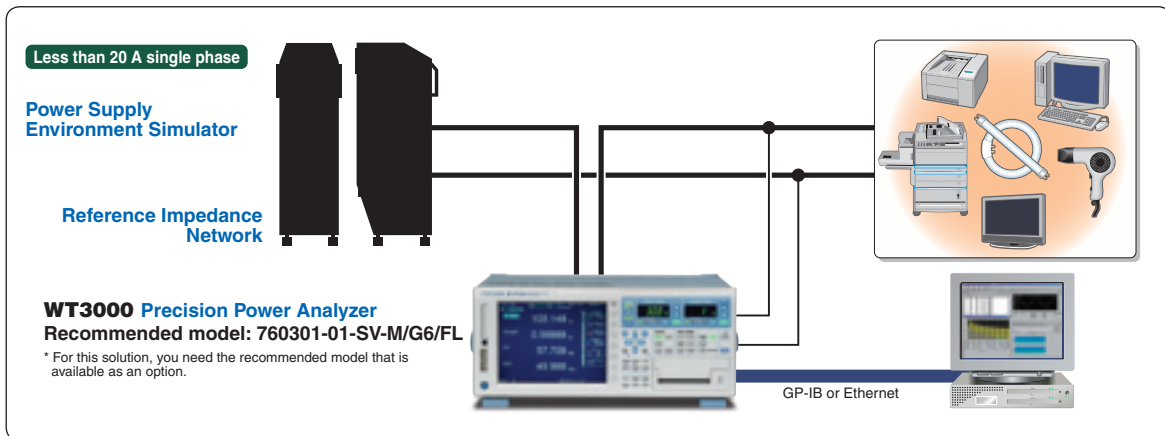 Less than 20 A single phase
Power Supply
Environment Simulator
Reference Impedance
Network
WT3000 Precision Power Analyzer
Recommended model: 760301-01-SV-M/G6/FL
* For this solution, you need the recommended model that is
available as an option.
GP-IB or Ethernet